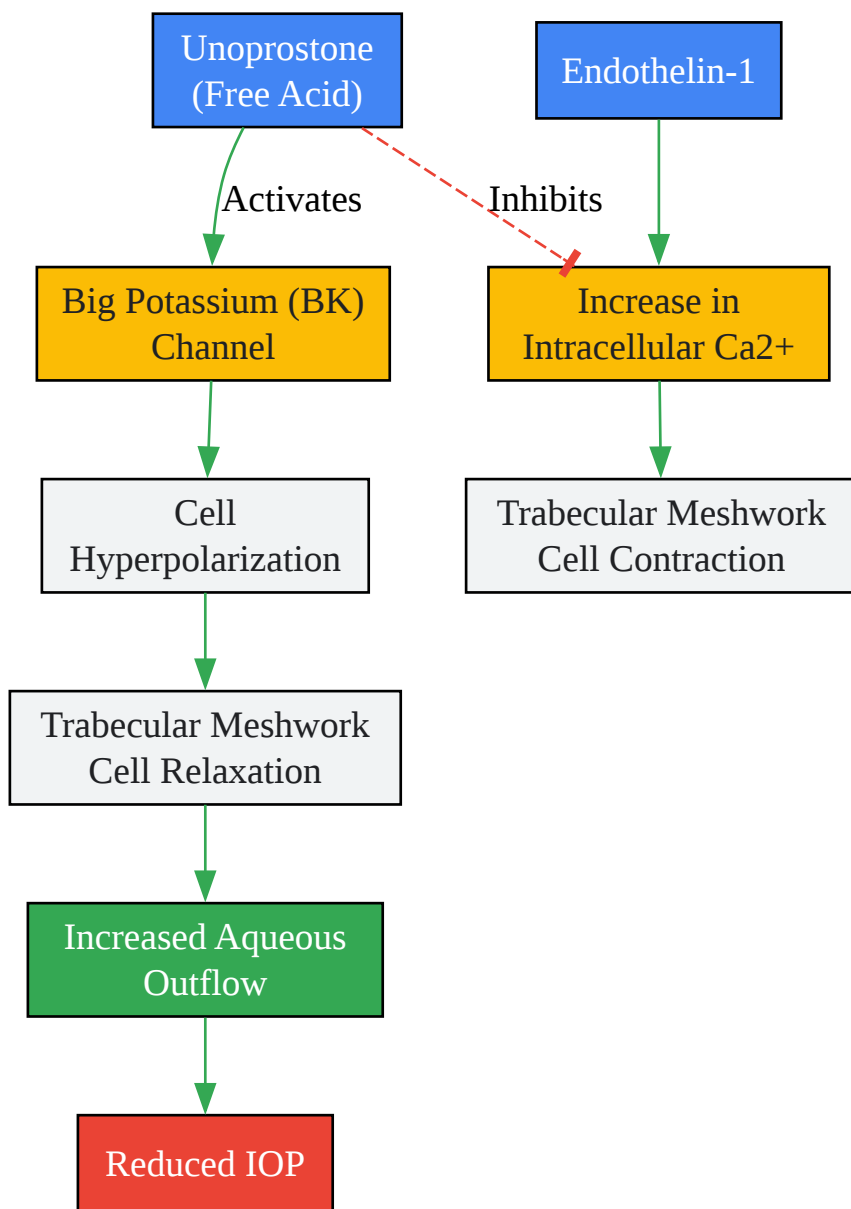 Unoprostone
(Free Acid)
Endothelin-1
Activates
Inhibits
Big Potassium (BK)
Channel
Increase in
Intracellular Ca2+
Cell
Hyperpolarization
Trabecular Meshwork
Cell Contraction
Trabecular Meshwork
Cell Relaxation
Increased Aqueous
Outflow
Reduced IOP